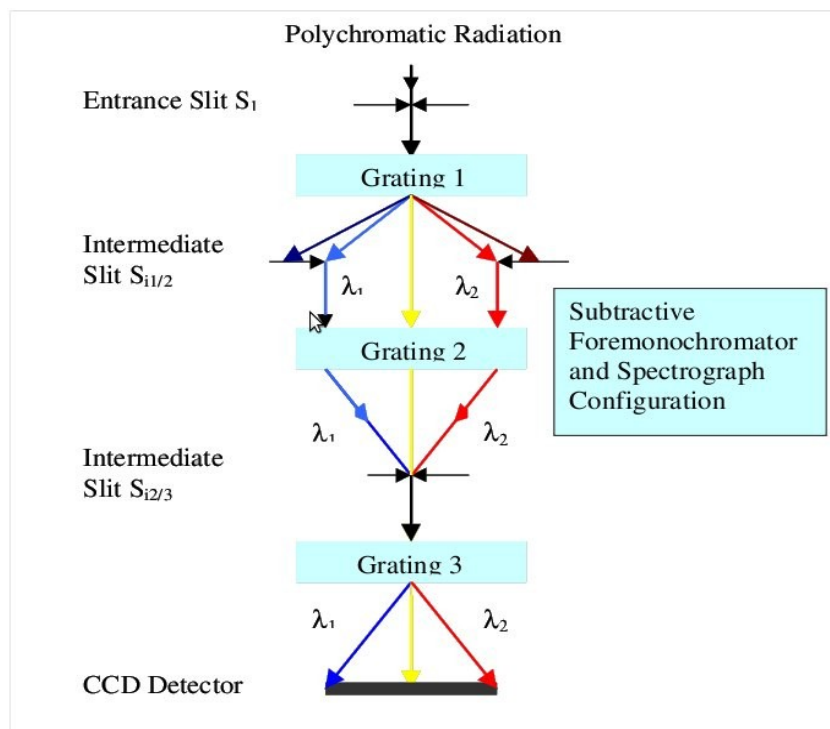 Polychromatic Radiation
Entrance Slit S₁
Grating 1
Intermediate
Slit Sᵢ₁/₂
λ₁
λ₂
Grating 2
Subtractive
Foremonochromator
and Spectrograph
Configuration
λ₁
λ₂
Intermediate
Slit Sᵢ₂/₃
Grating 3
λ₁
λ₂
CCD Detector